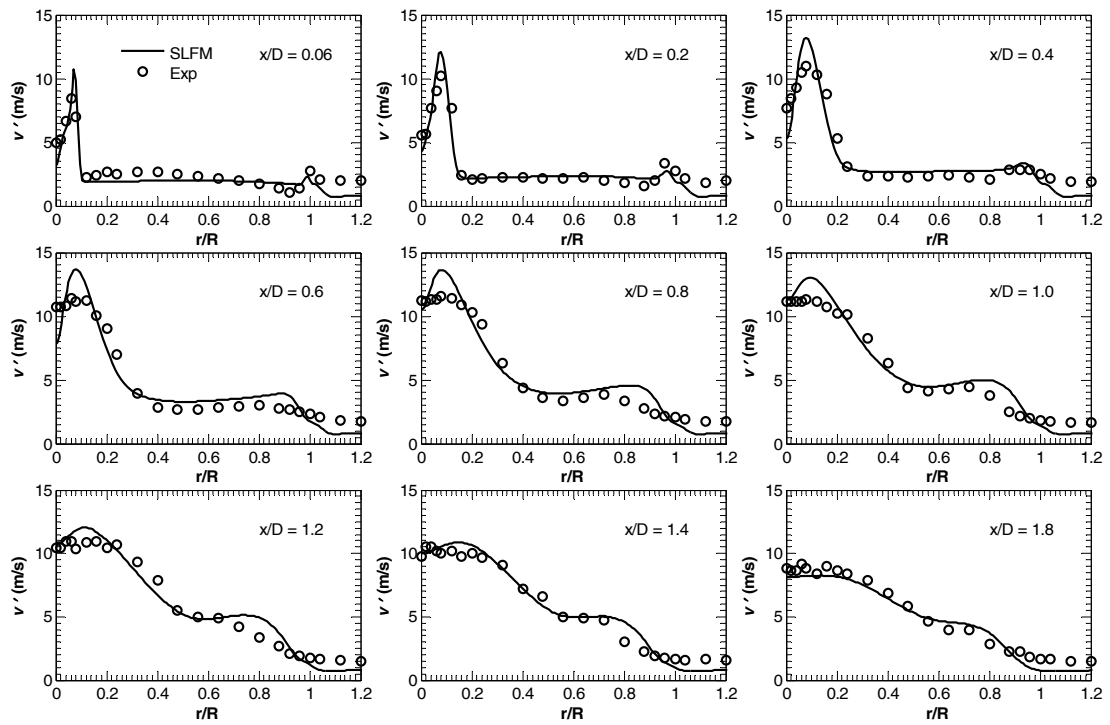 15
10
5
0
v ′ (m/s)
SLFM
Exp
x/D = 0.06
0 0.2 0.4 0.6 0.8 1 1.2
r/R
15
10
5
0
v ′ (m/s)
x/D = 0.2
0 0.2 0.4 0.6 0.8 1 1.2
r/R
15
10
5
0
v ′ (m/s)
x/D = 0.4
0 0.2 0.4 0.6 0.8 1 1.2
r/R
15
10
5
0
v ′ (m/s)
x/D = 0.6
0 0.2 0.4 0.6 0.8 1 1.2
r/R
15
10
5
0
v ′ (m/s)
x/D = 0.8
0 0.2 0.4 0.6 0.8 1 1.2
r/R
15
10
5
0
v ′ (m/s)
x/D = 1.0
0 0.2 0.4 0.6 0.8 1 1.2
r/R
15
10
5
0
v ′ (m/s)
x/D = 1.2
0 0.2 0.4 0.6 0.8 1 1.2
r/R
15
10
5
0
v ′ (m/s)
x/D = 1.4
0 0.2 0.4 0.6 0.8 1 1.2
r/R
15
10
5
0
v ′ (m/s)
x/D = 1.8
0 0.2 0.4 0.6 0.8 1 1.2
r/R